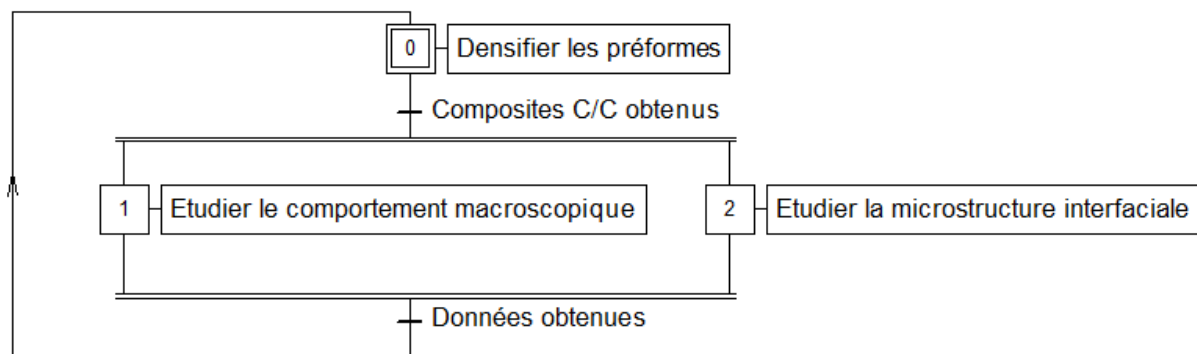 0
Densifier les préformes
Composites C/C obtenus
1
Etudier le comportement macroscopique
2
Etudier la microstructure interfaciale
Données obtenues